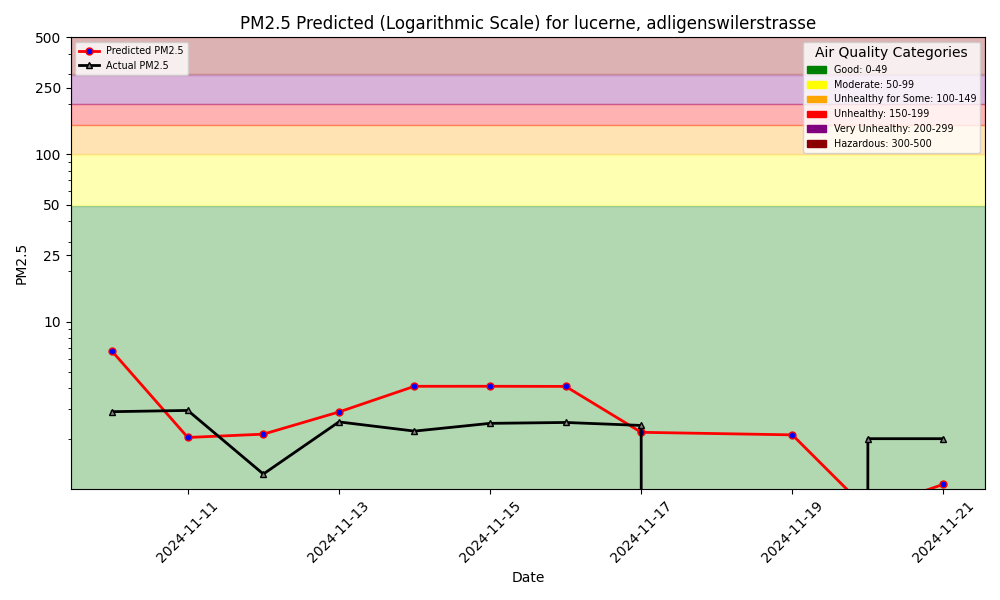 PM2.5 Predicted (Logarithmic Scale) for lucerne, adligenswilerstrasse
Predicted PM2.5
Actual PM2.5
Air Quality Categories
Good: 0-49
Moderate: 50-99
Unhealthy for Some: 100-149
Unhealthy: 150-199
Very Unhealthy: 200-299
Hazardous: 300-500
500
250
100
50
25
10
PM2.5
2024-11-11
2024-11-13
2024-11-15
2024-11-17
2024-11-19
2024-11-21
Date